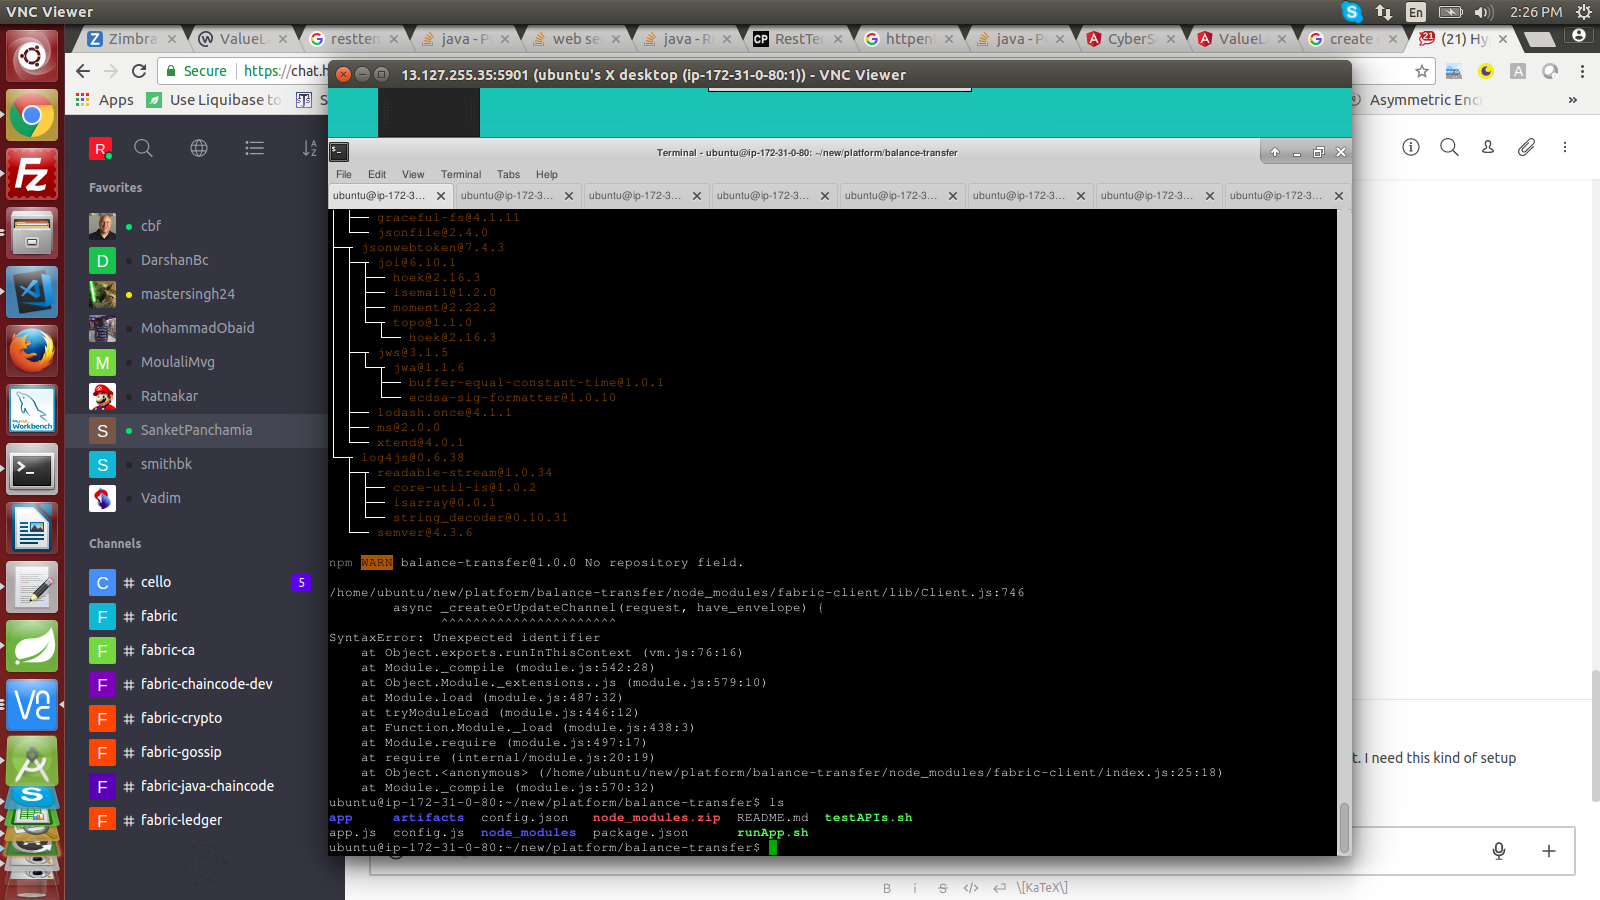 VNC Viewer
En
2:26 PM
Zimbra
ValueLa
resttem
java - P
web se
java - R
CP RestTer
httpent
java - P
CyberS
ValueLa
create
(21) Hy
Secure https://chat.h
Apps Use Liquibase to
Asymmetric Enc
»
13.127.255.35:5901 (ubuntu's X desktop (ip-172-31-0-80:1)) - VNC Viewer
Terminal - ubuntu@ip-172-31-0-80: ~/new/platform/balance-transfer
File Edit View Terminal Tabs Help
ubuntu@ip-172-3... ubuntu@ip-172-3... ubuntu@ip-172-3... ubuntu@ip-172-3... ubuntu@ip-172-3... ubuntu@ip-172-3... ubuntu@ip-172-3... ubuntu@ip-172-3...
graceful-fs@4.1.11
jsonfile@2.4.0
jsonwebtoken@7.4.3
joi@6.10.1
hoek@2.16.3
isemail@1.2.0
moment@2.22.2
topo@1.1.0
hoek@2.16.3
jws@3.1.5
jwa@1.1.6
buffer-equal-constant-time@1.0.1
ecdsa-sig-formatter@1.0.10
lodash.once@4.1.1
ms@2.0.0
xtend@4.0.1
log4js@0.6.38
readable-stream@1.0.34
core-util-is@1.0.2
isarray@0.0.1
string_decoder@0.10.31
semver@4.3.6
npm WARN balance-transfer@1.0.0 No repository field.
/home/ubuntu/new/platform/balance-transfer/node_modules/fabric-client/lib/Client.js:746
async _createOrUpdateChannel(request, have_envelope) {
^^^^^^^^^^^^^^^^^^^^^^
SyntaxError: Unexpected identifier
at Object.exports.runInThisContext (vm.js:76:16)
at Module._compile (module.js:542:28)
at Object.Module._extensions..js (module.js:579:10)
at Module.load (module.js:487:32)
at tryModuleLoad (module.js:446:12)
at Function.Module._load (module.js:438:3)
at Module.require (module.js:497:17)
at require (internal/module.js:20:19)
at Object.<anonymous> (/home/ubuntu/new/platform/balance-transfer/node_modules/fabric-client/index.js:25:18)
at Module._compile (module.js:570:32)
ubuntu@ip-172-31-0-80:~/new/platform/balance-transfer$ ls
app artifacts config.json node_modules.zip README.md testAPIs.sh
app.js config.js node_modules package.json runApp.sh
ubuntu@ip-172-31-0-80:~/new/platform/balance-transfer$
R
Favorites
cbf
D DarshanBc
mastersingh24
MohammadObaid
M MoulaliMvg
Ratnakar
S SanketPanchamia
S smithbk
Vadim
Channels
C # cello 5
F # fabric
F # fabric-ca
F # fabric-chaincode-dev
F # fabric-crypto
F # fabric-gossip
F # fabric-java-chaincode
F # fabric-ledger
t. I need this kind of setup
B i S </> \[KaTeX\]